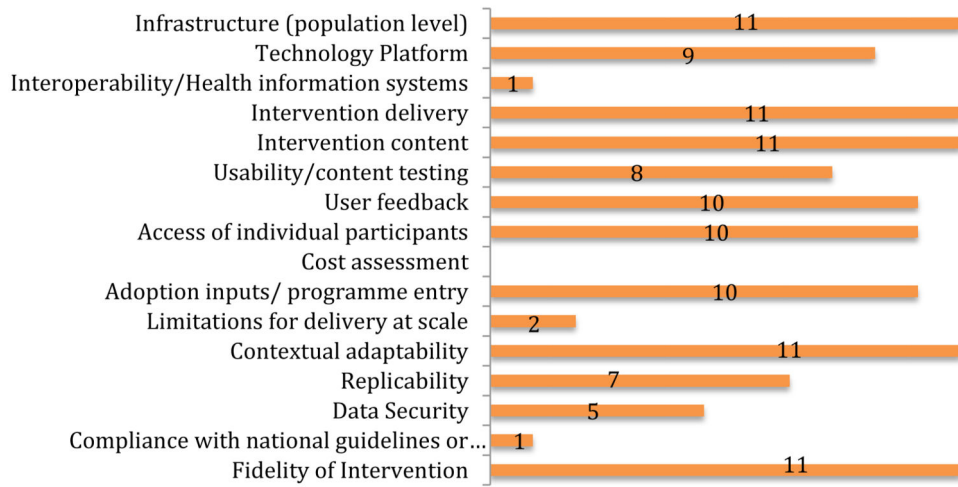 Infrastructure (population level) 11
Technology Platform 9
Interoperability/Health information systems 1
Intervention delivery 11
Intervention content 11
Usability/content testing 8
User feedback 10
Access of individual participants 10
Cost assessment
Adoption inputs/ programme entry 10
Limitations for delivery at scale 2
Contextual adaptability 11
Replicability 7
Data Security 5
Compliance with national guidelines or… 1
Fidelity of Intervention 11